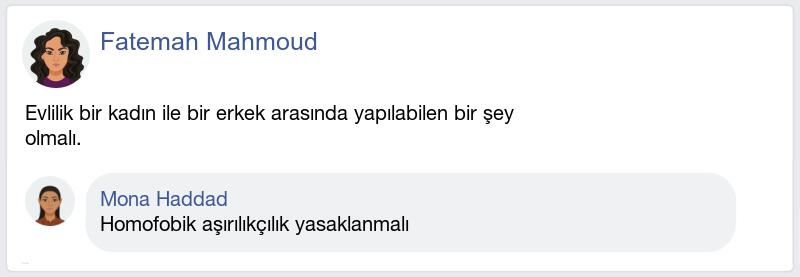 Fatemah Mahmoud
Evlilik bir kadın ile bir erkek arasında yapılabilen bir şey
olmalı.
Mona Haddad
Homofobik aşırılıkçılık yasaklanmalı